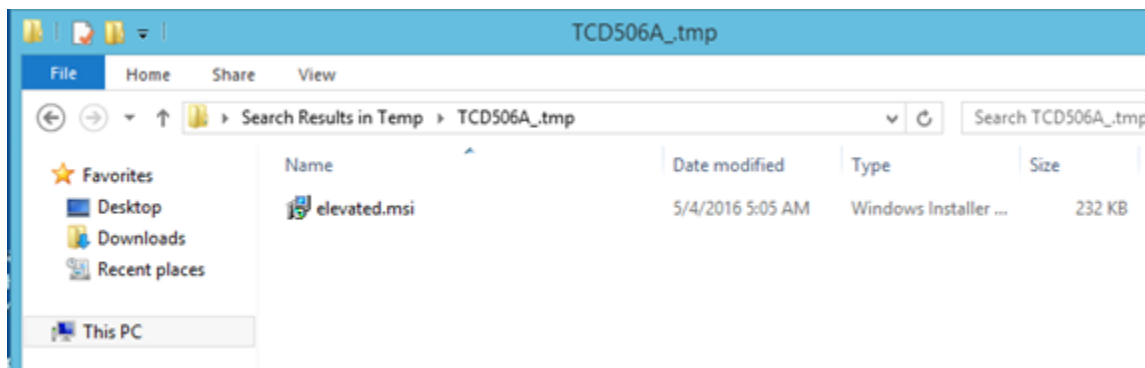 TCD506A_.tmp
File Home Share View
Search Results in Temp TCD506A_.tmp Search TCD506A_.tmp
Name Date modified Type Size
Favorites
Desktop elevated.msi 5/4/2016 5:05 AM Windows Installer ... 232 KB
Downloads
Recent places
This PC